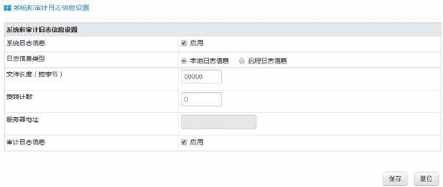 系统和审计日志信息设置
系统和审计日志信息设置
系统日志信息 启用
日志信息类型 本地日志信息 远程日志信息
文件长度（按字节）
旋转计数 0
服务器地址
审计日志信息 启用
保存 复位